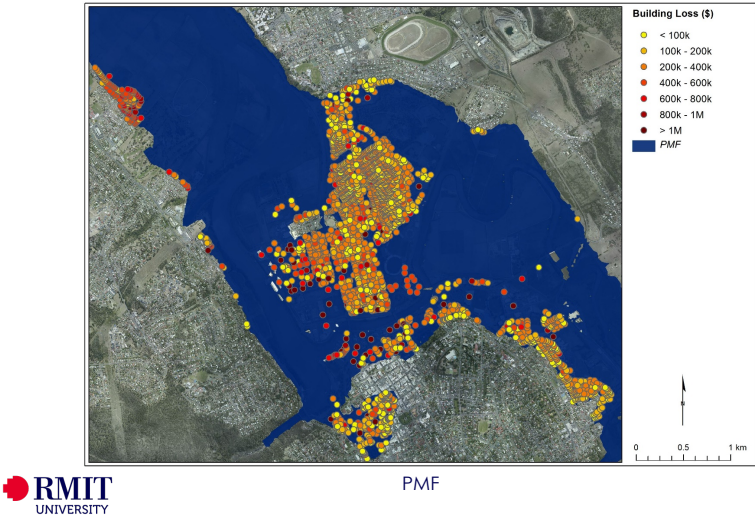 Building Loss ($)
< 100k
100k - 200k
200k - 400k
400k - 600k
600k - 800k
800k - 1M
> 1M
PMF
N
0 0.5 1 km
RMIT
UNIVERSITY
PMF